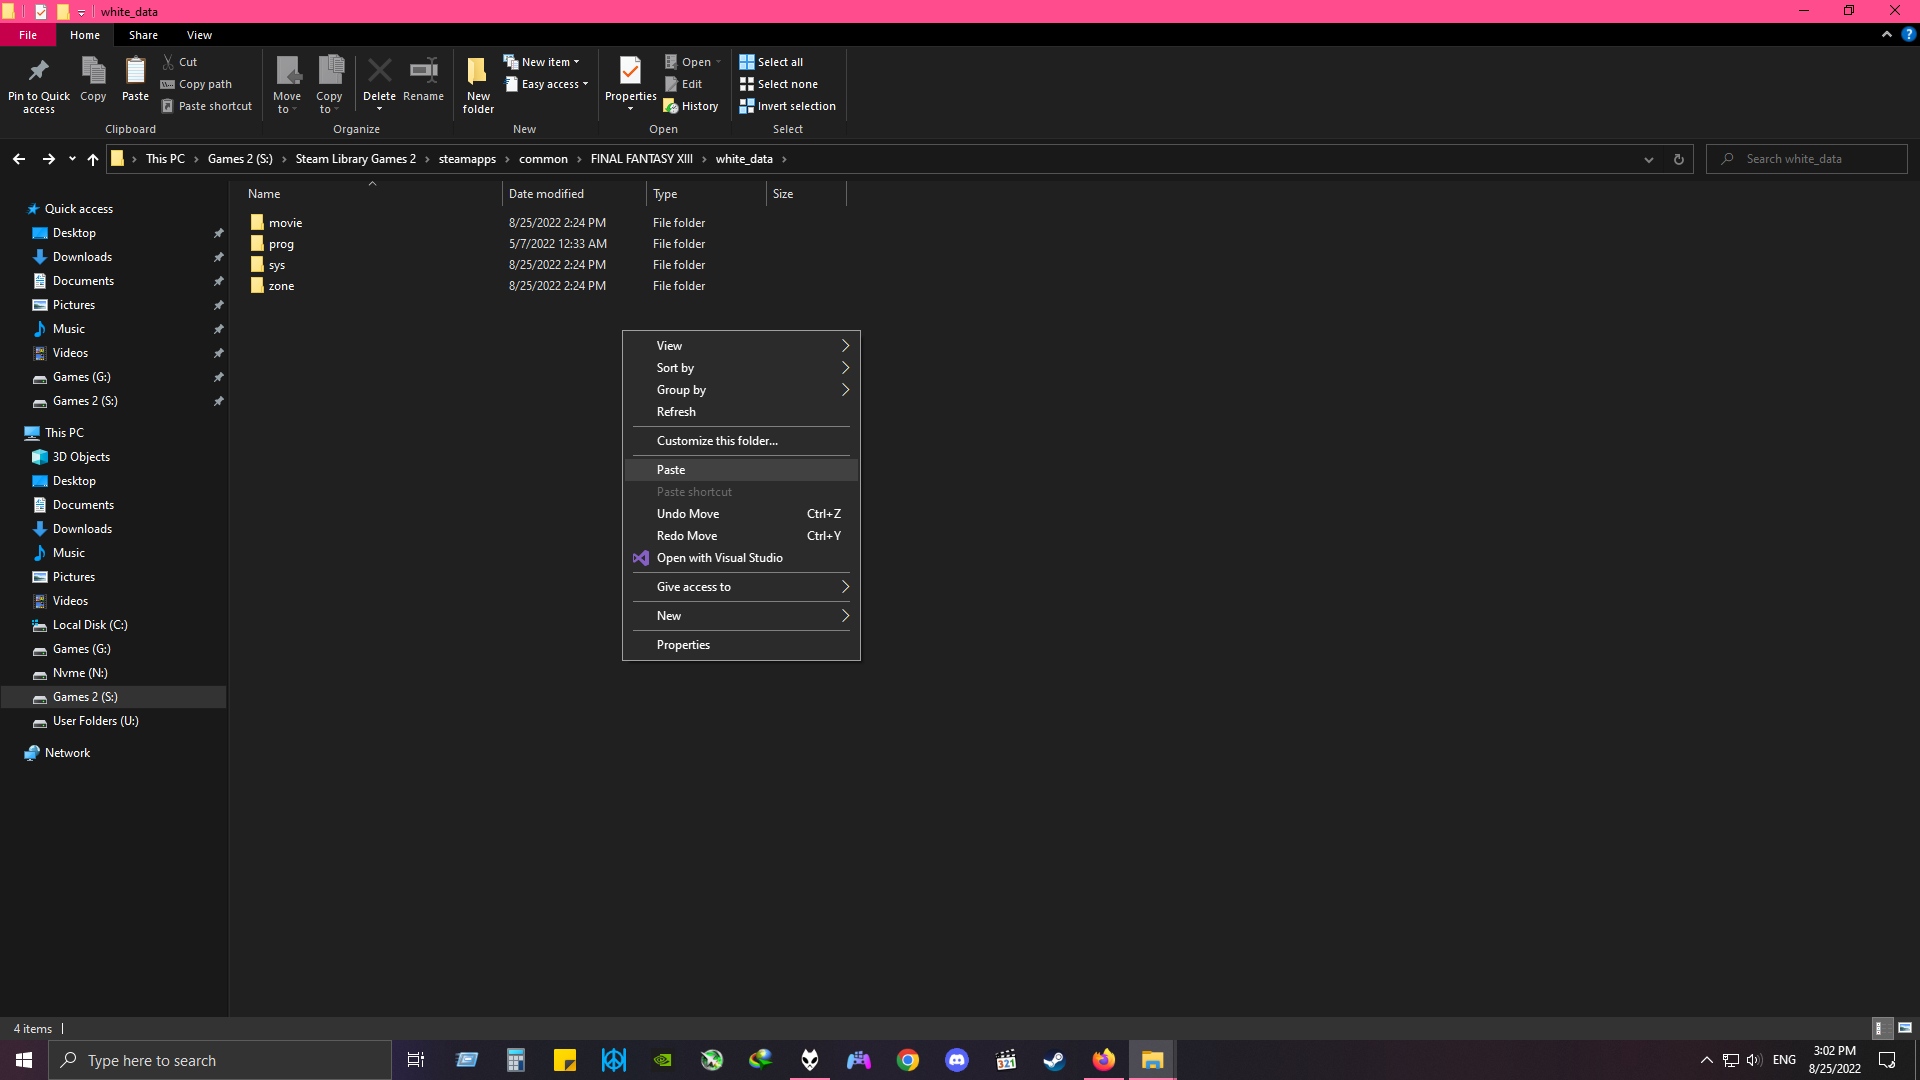 white_data
File Home Share View
Pin to Quick access
Copy
Paste
Cut
Copy path
Paste shortcut
Clipboard
Move to
Copy to
Delete
Rename
Organize
New folder
New item
Easy access
New
Properties
Open
Edit
History
Open
Select all
Select none
Invert selection
Select
This PC > Games 2 (S:) > Steam Library Games 2 > steamapps > common > FINAL FANTASY XIII > white_data >
Search white_data
Quick access
Desktop
Downloads
Documents
Pictures
Music
Videos
Games (G:)
Games 2 (S:)
This PC
3D Objects
Desktop
Documents
Downloads
Music
Pictures
Videos
Local Disk (C:)
Games (G:)
Nvme (N:)
Games 2 (S:)
User Folders (U:)
Network
Name Date modified Type Size
movie 8/25/2022 2:24 PM File folder
prog 5/7/2022 12:33 AM File folder
sys 8/25/2022 2:24 PM File folder
zone 8/25/2022 2:24 PM File folder
View
Sort by
Group by
Refresh
Customize this folder...
Paste
Paste shortcut
Undo Move Ctrl+Z
Redo Move Ctrl+Y
Open with Visual Studio
Give access to
New
Properties
4 items
Type here to search
321
ENG
3:02 PM
8/25/2022